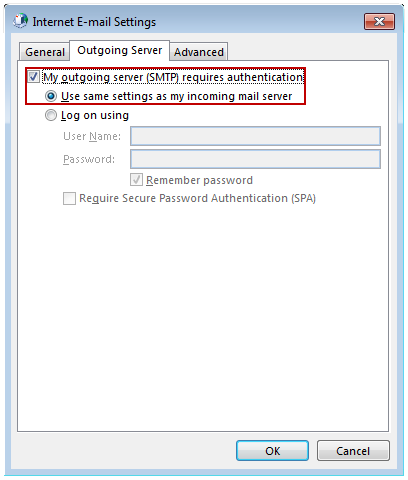 Internet E-mail Settings
General Outgoing Server Advanced
My outgoing server (SMTP) requires authentication
Use same settings as my incoming mail server
Log on using
User Name:
Password:
Remember password
Require Secure Password Authentication (SPA)
OK Cancel